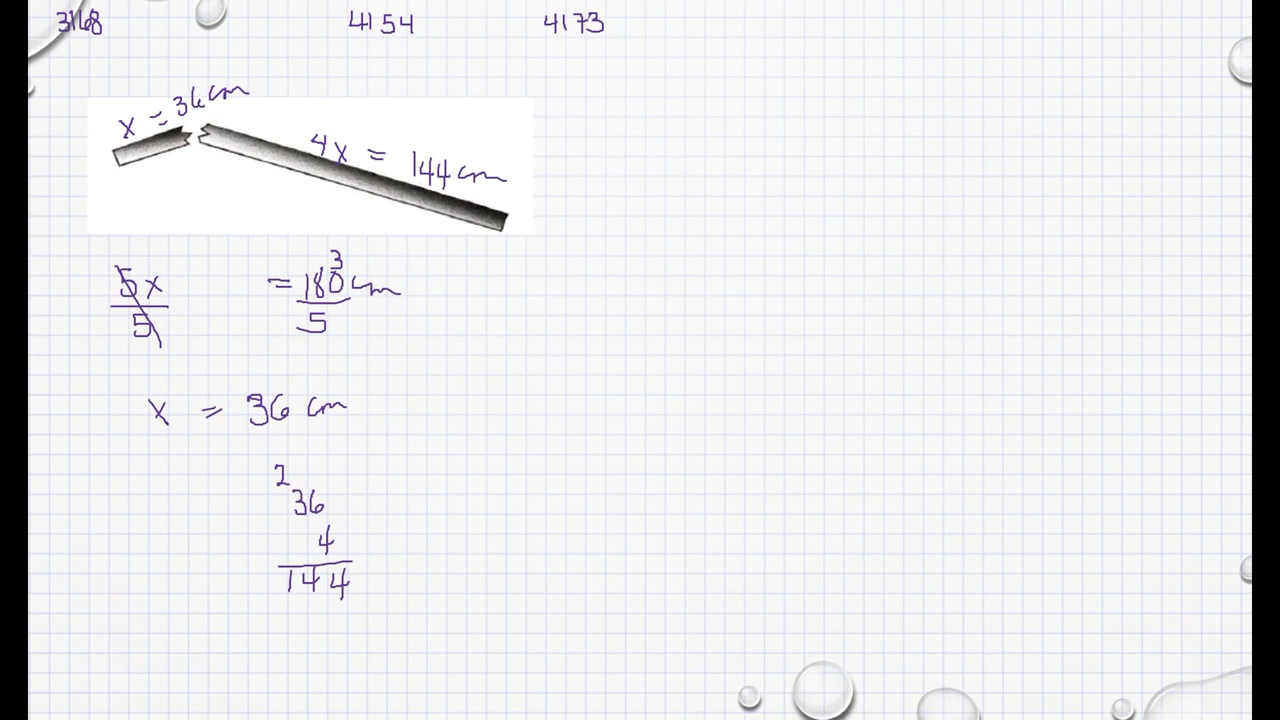 3168 4154 4173
x = 36 cm
4x = 144 cm
3
5x = 180 cm
5 5
x = 36 cm
2
36
4
144